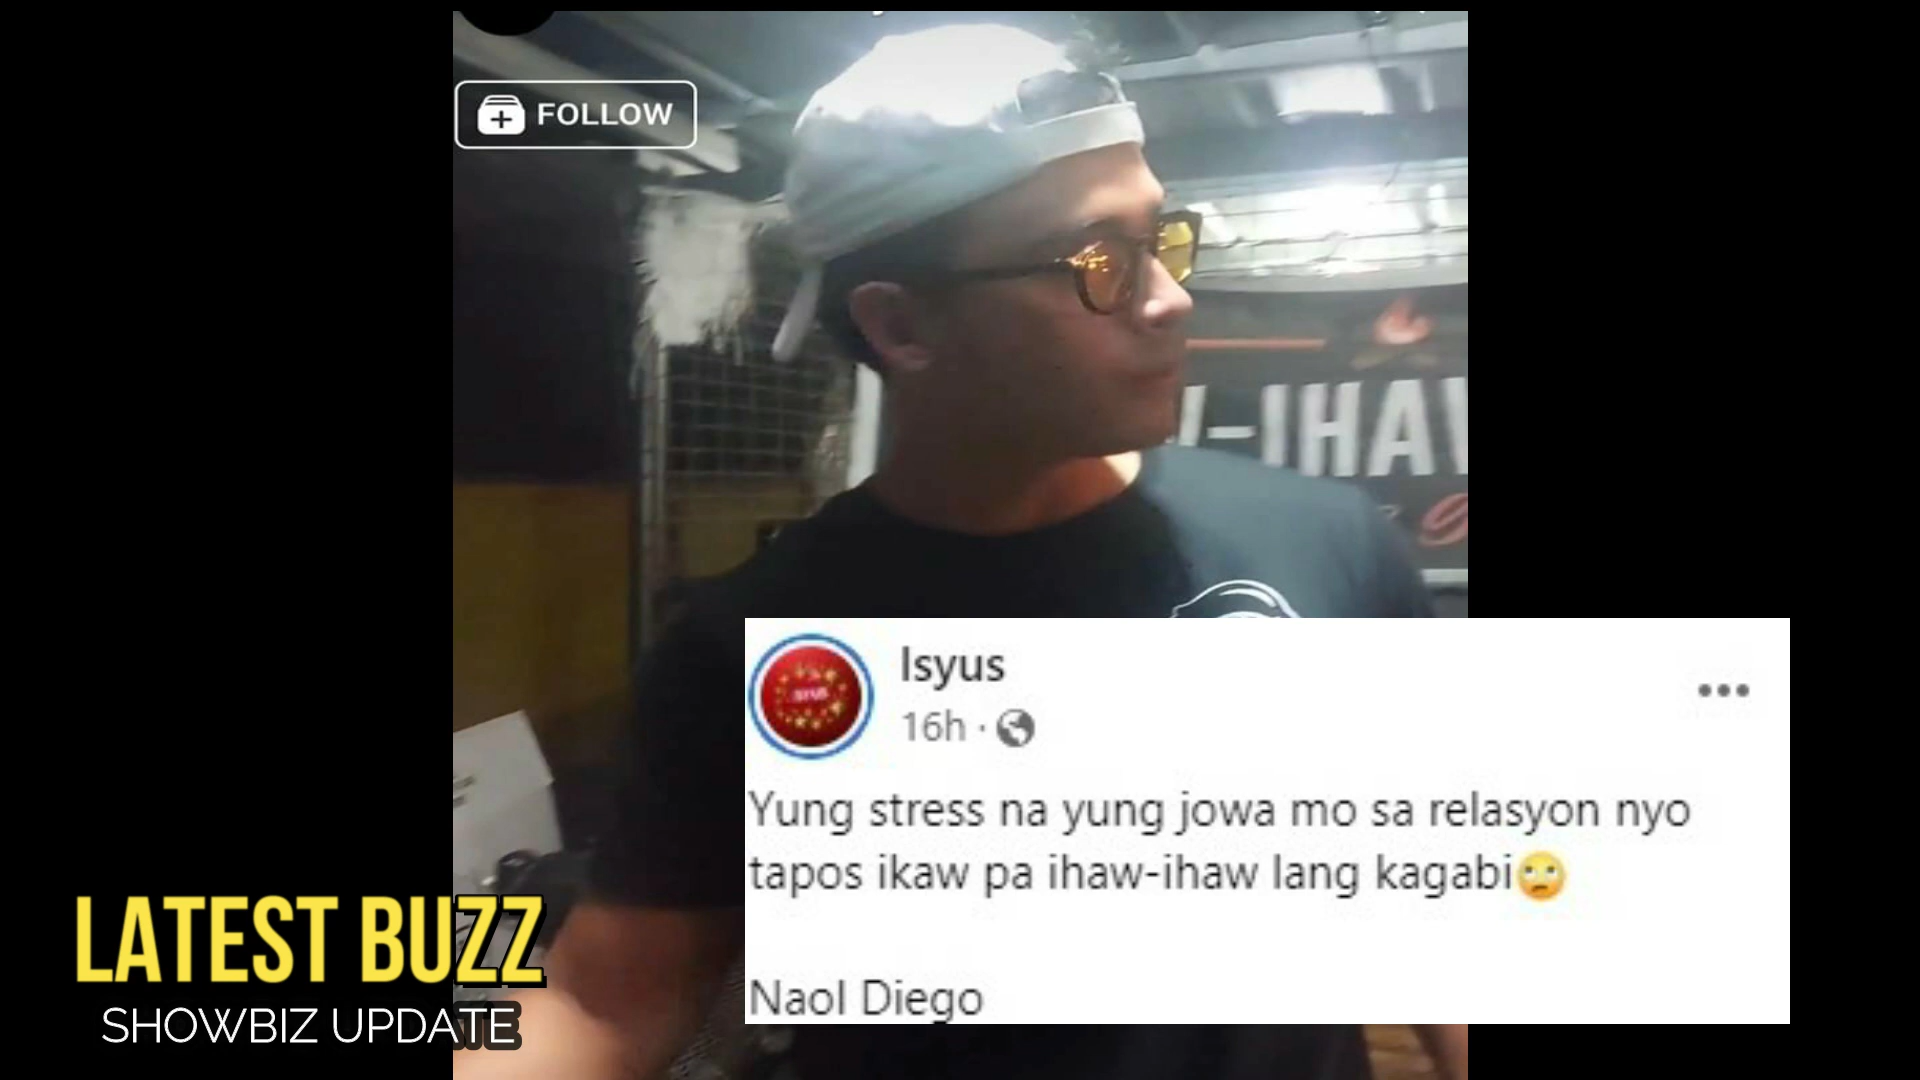 FOLLOW
-IHAW
Isyus
16h ·
Yung stress na yung jowa mo sa relasyon nyo
tapos ikaw pa ihaw-ihaw lang kagabi🙄
Naol Diego
LATEST BUZZ
SHOWBIZ UPDATE